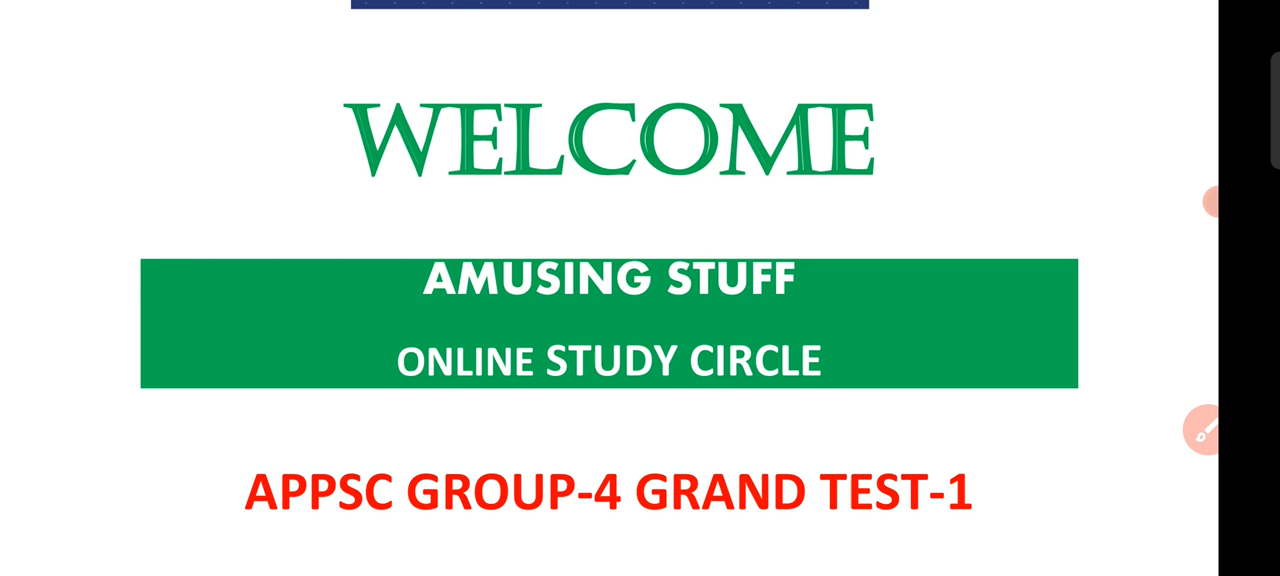 WELCOME
AMUSING STUFF
ONLINE STUDY CIRCLE
APPSC GROUP-4 GRAND TEST-1